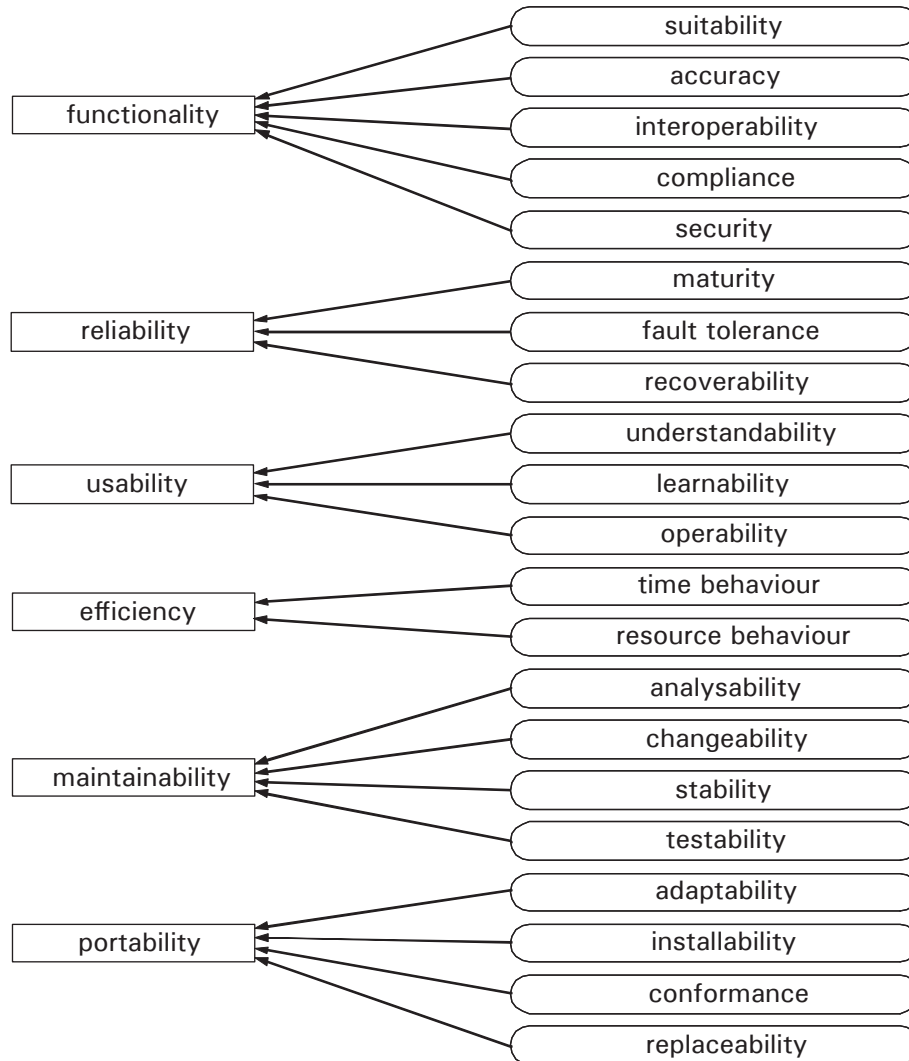 suitability
accuracy
functionality
interoperability
compliance
security
maturity
reliability
fault tolerance
recoverability
understandability
usability
learnability
operability
time behaviour
efficiency
resource behaviour
analysability
changeability
maintainability
stability
testability
adaptability
portability
installability
conformance
replaceability